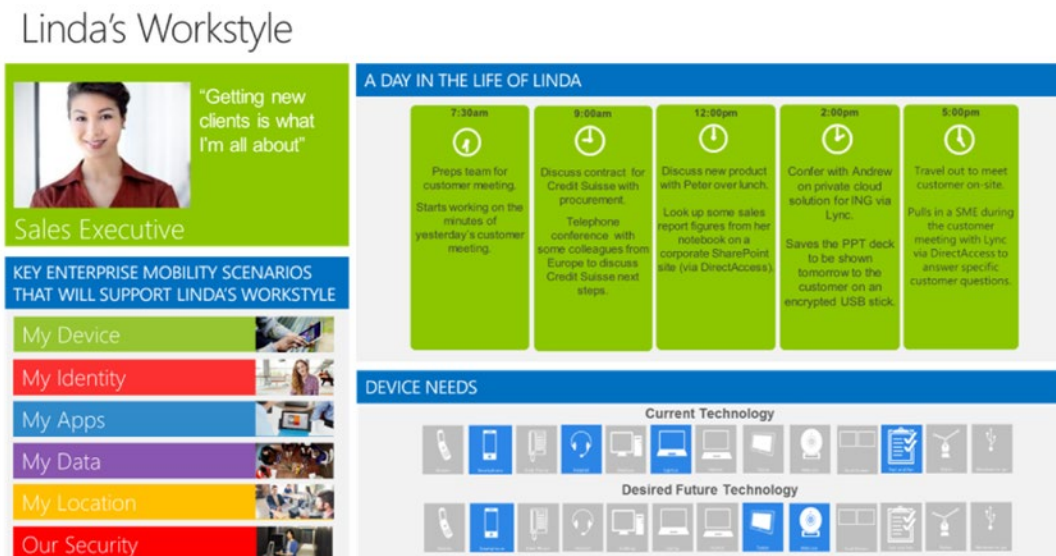 Linda's Workstyle
"Getting new
clients is what
I'm all about"
Sales Executive
KEY ENTERPRISE MOBILITY SCENARIOS
THAT WILL SUPPORT LINDA'S WORKSTYLE
My Device
My Identity
My Apps
My Data
My Location
Our Security
A DAY IN THE LIFE OF LINDA
7:30am
Preps team for
customer meeting.
Starts working on the
minutes of
yesterday's customer
meeting.
9:00am
Discuss contract for
Credit Suisse with
procurement.
Telephone
conference with
some colleagues from
Europe to discuss
Credit Suisse next
steps.
12:00pm
Discuss new product
with Peter over lunch.
Look up some sales
report figures from her
notebook on a
corporate SharePoint
site (via DirectAccess).
2:00pm
Confer with Andrew
on private cloud
solution for ING via
Lync.
Saves the PPT deck
to be shown
tomorrow to the
customer on an
encrypted USB stick.
5:00pm
Travel out to meet
customer on-site.
Pulls in a SME during
the customer
meeting with Lync
via DirectAccess to
answer specific
customer questions.
DEVICE NEEDS
Current Technology
Desired Future Technology